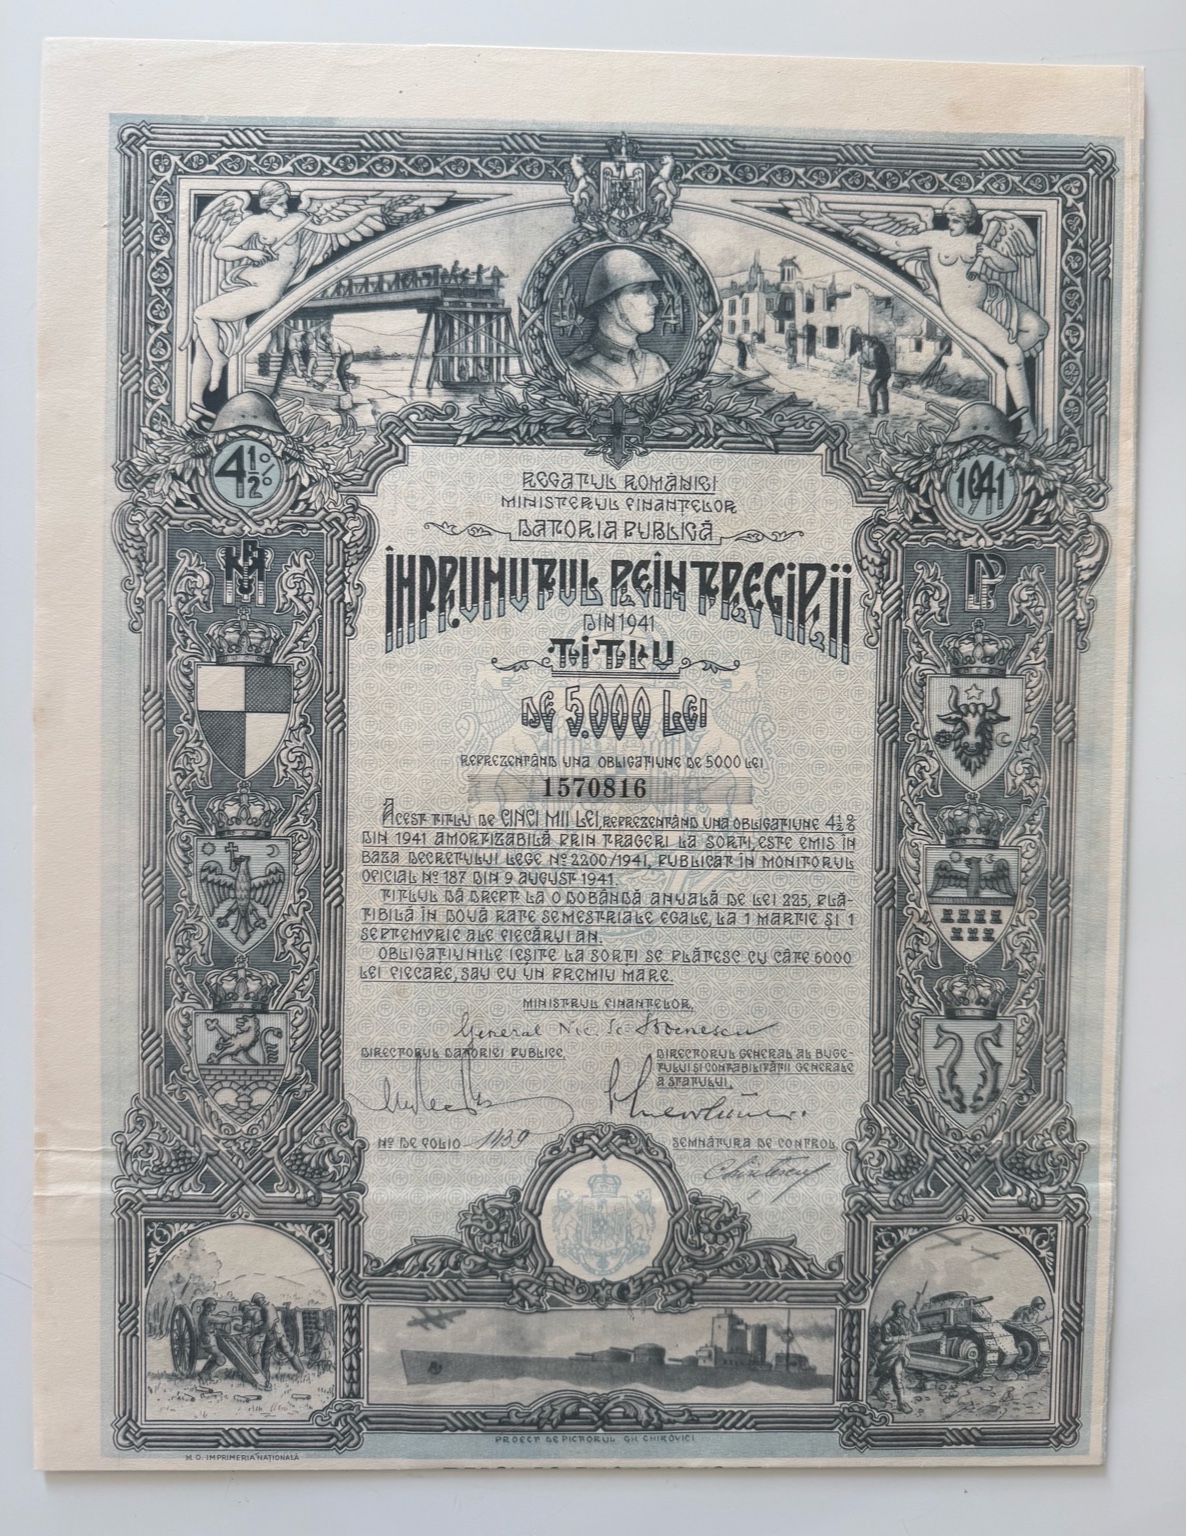 4½%
1941
REGATUL ROMÂNIEI
MINISTERUL FINANȚELOR
DATORIA PUBLICĂ
ÎMPRUMUTUL REÎNTREGIRII
DIN 1941
TITLU
DE 5.000 LEI
REPREZENTÂND UNA OBLIGAȚIUNE DE 5000 LEI
1570816
ACEST TITLU DE CINCI MII LEI, REPREZENTÂND UNA OBLIGAȚIUNE 4½%
DIN 1941 AMORTIZABILĂ PRIN TRAGERI LA SORȚI, ESTE EMIS ÎN
BAZA DECRETULUI LEGE Nº 2200/1941, PUBLICAT ÎN MONITORUL
OFICIAL Nº 187 DIN 9 AUGUST 1941.
TITLUL DĂ DREPT LA O DOBÂNDĂ ANUALĂ DE LEI 225, PLĂ-
TIBILĂ ÎN DOUĂ RATE SEMESTRIALE EGALE, LA 1 MARTIE ȘI 1
SEPTEMVRIE ALE FIECĂRUI AN.
OBLIGAȚIUNILE IEȘITE LA SORȚI SE PLĂTESC CU CÂTE 6000
LEI FIECARE, SAU CU UN PREMIU MARE.
MINISTRUL FINANȚELOR,
General Nic. Sc. Stoenescu
DIRECTORUL DATORIEI PUBLICE,
DIRECTORUL GENERAL AL BUGE-
TULUI ȘI CONTABILITĂȚII GENERALE
A STATULUI,
Nº DE FOLIO 1139
SEMNĂTURA DE CONTROL
PROECT DE PICTORUL GH CHIROVICI
M. O. IMPRIMERIA NAȚIONALĂ